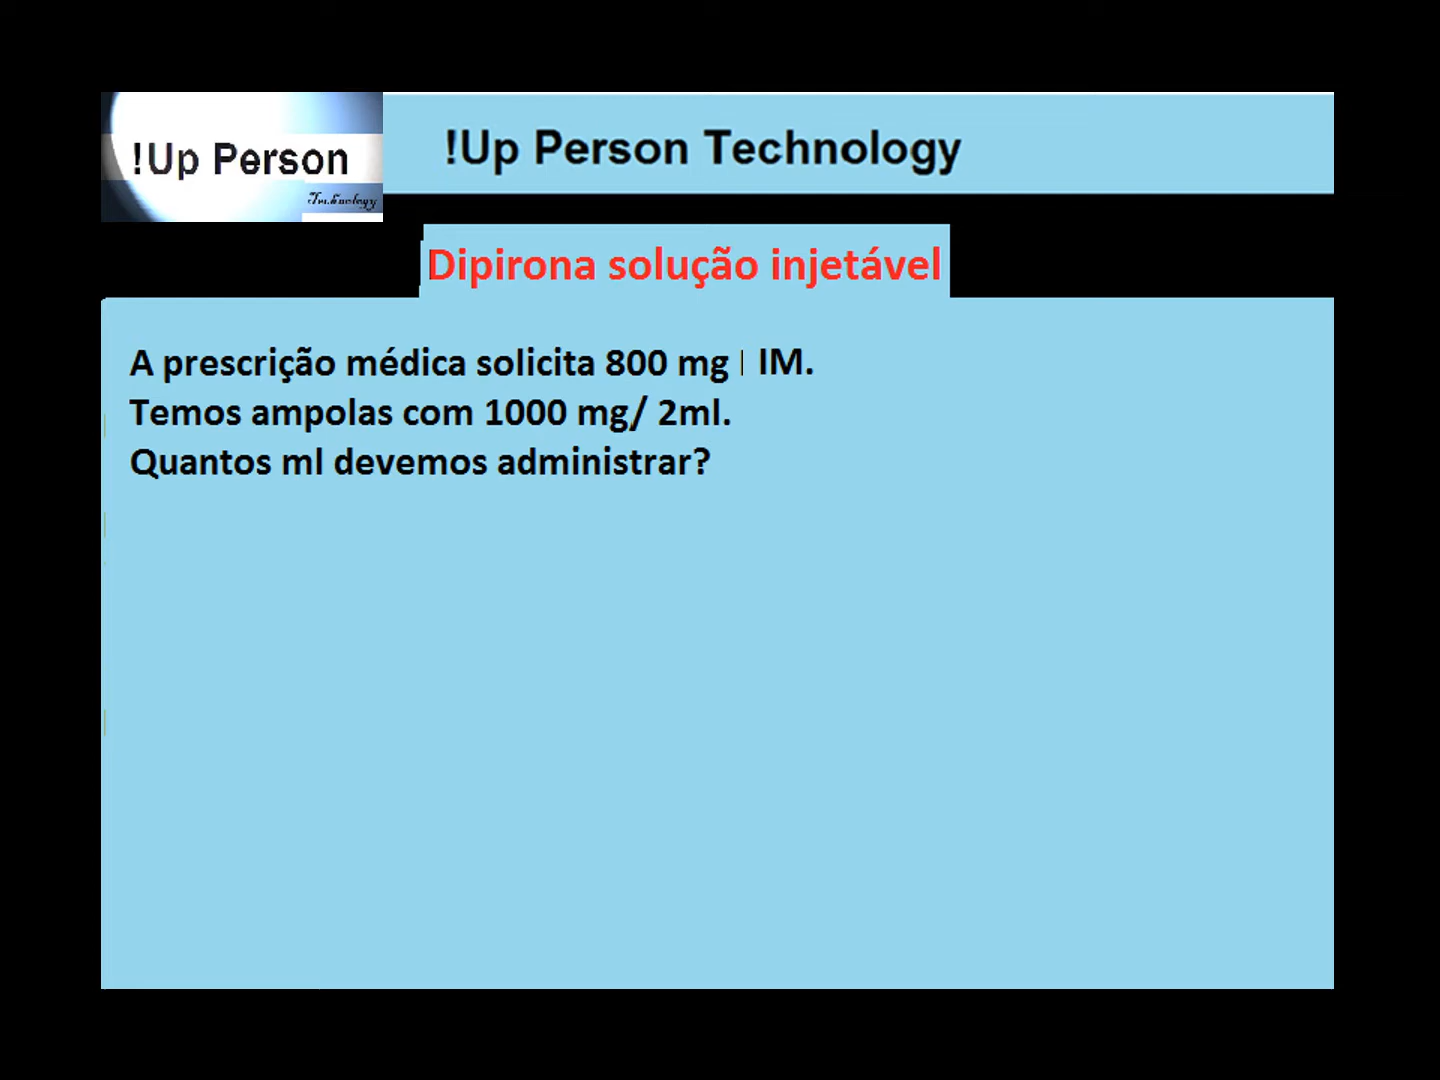 !Up Person
Technology
!Up Person Technology
Dipirona solução injetável
A prescrição médica solicita 800 mg IM.
Temos ampolas com 1000 mg/ 2ml.
Quantos ml devemos administrar?